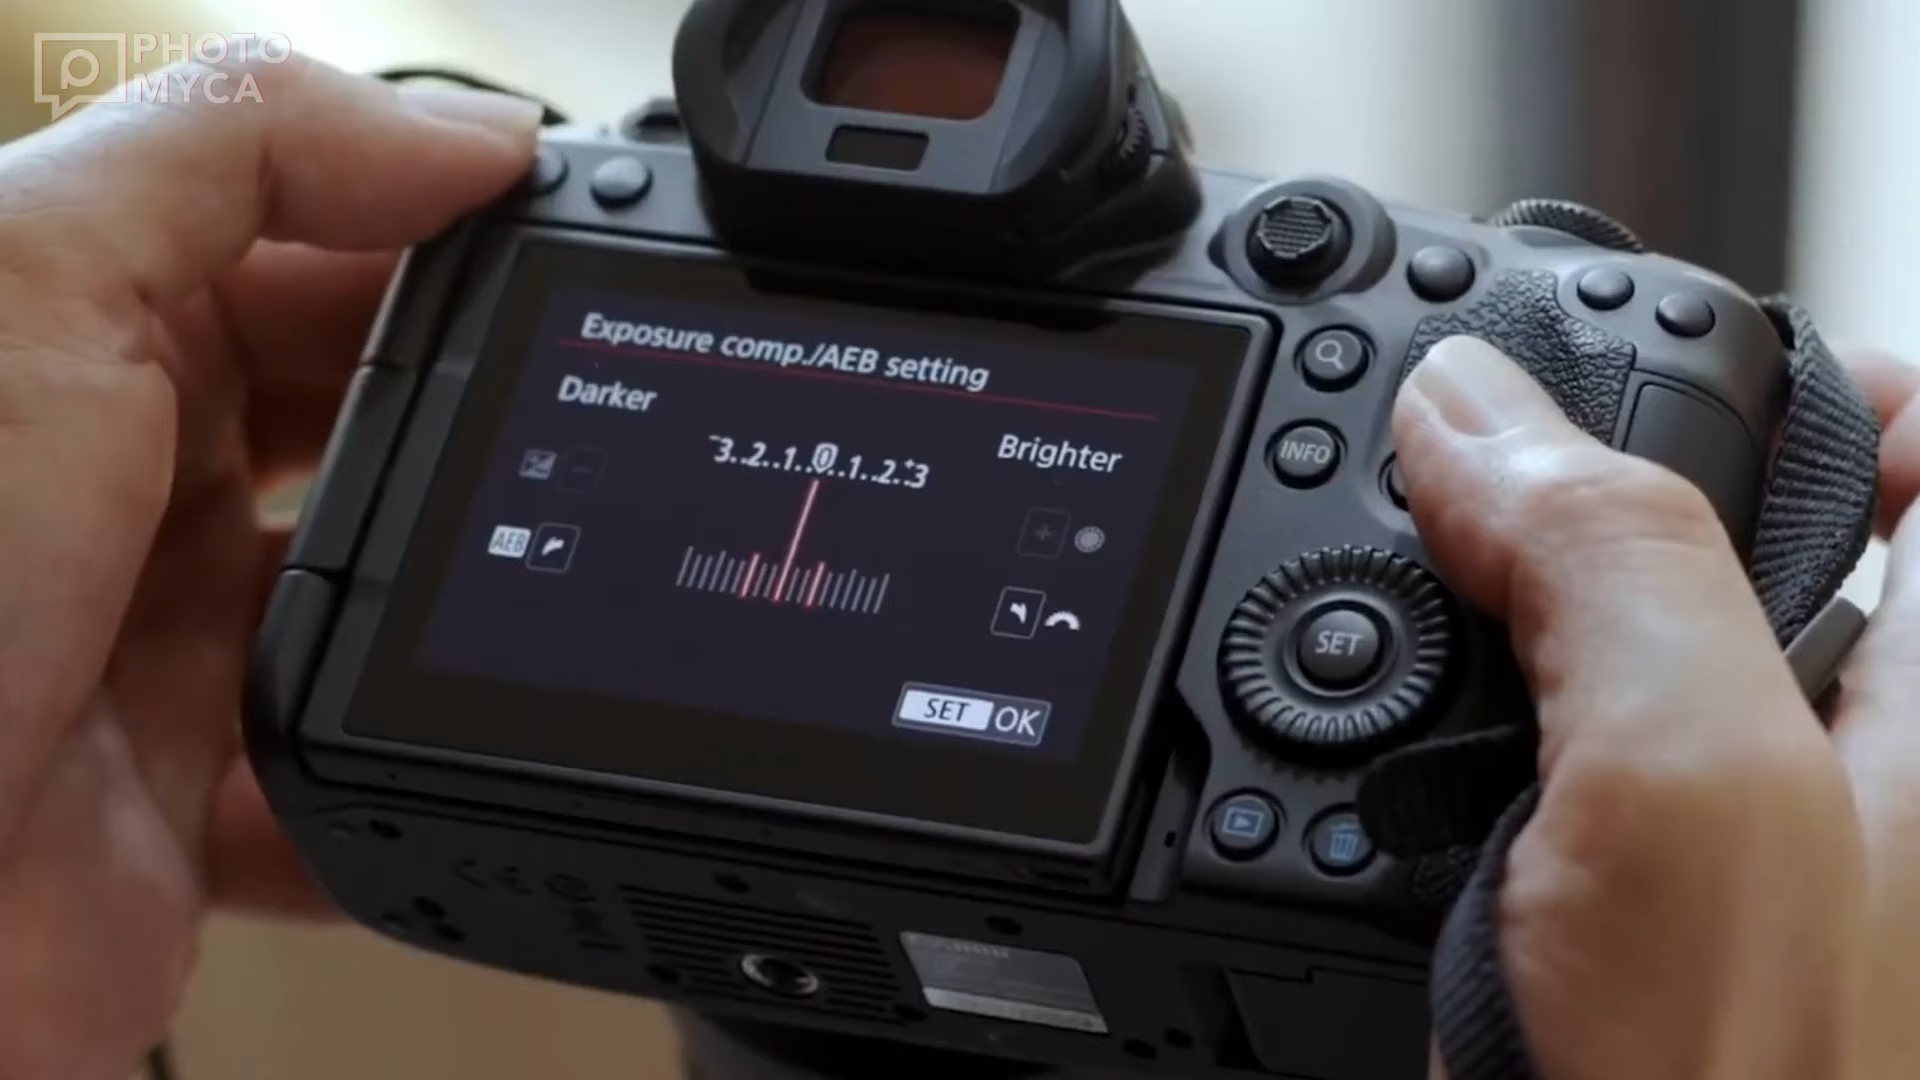 PHOTO
MYCA
Exposure comp./AEB setting
Darker
Brighter
-3..2..1..0..1..2..+3
AEB
SET OK
INFO
SET